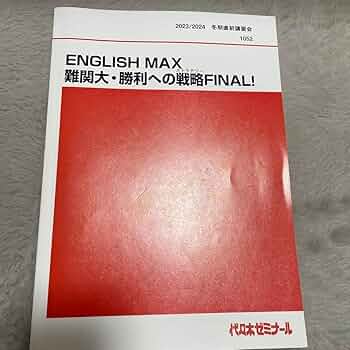 2023/2024 冬期直前講習会
1052
ENGLISH MAX
難関大・勝利への戦略FINAL!
代々木ゼミナール